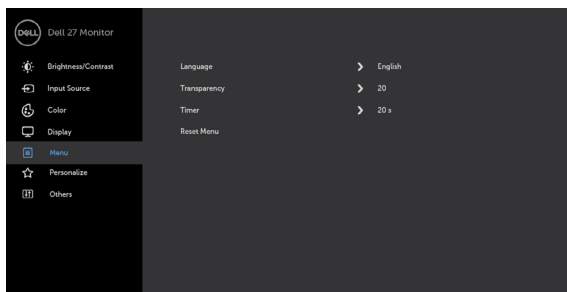 DELL Dell 27 Monitor
Brightness/Contrast
Input Source
Color
Display
Menu
Personalize
Others
Language English
Transparency 20
Timer 20 s
Reset Menu